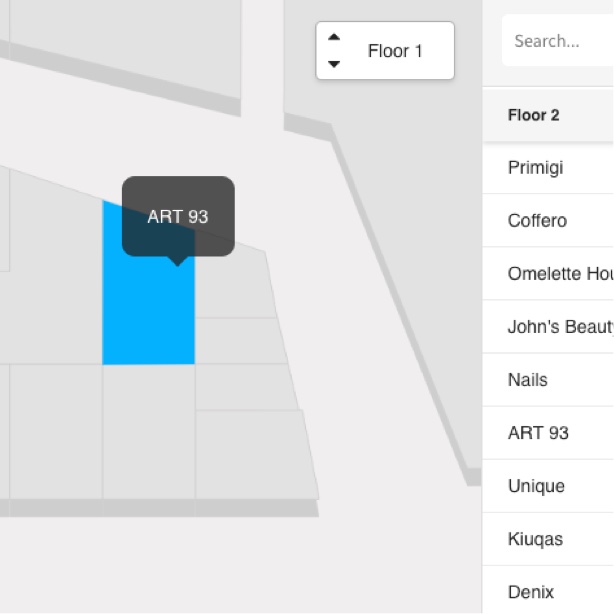 Floor 1
Search...
Floor 2
Primigi
Coffero
Omelette Hou
John's Beauty
Nails
ART 93
ART 93
Unique
Kiuqas
Denix